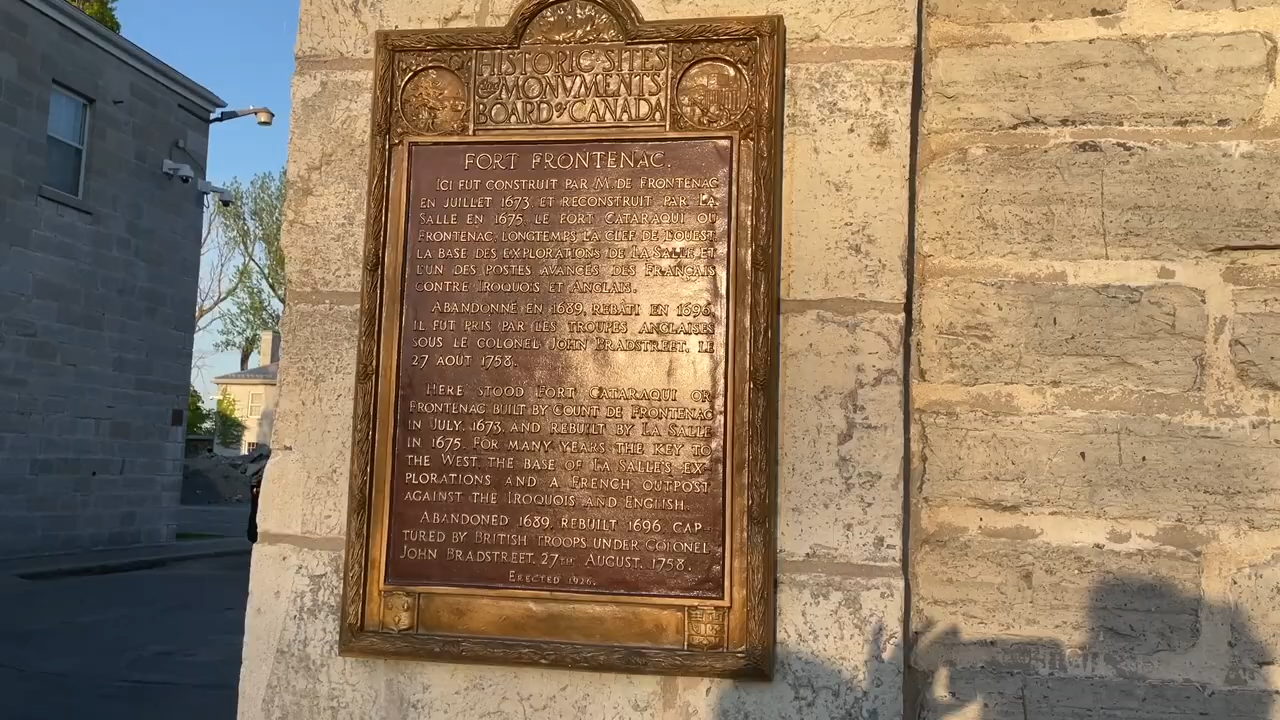 HISTORIC SITES
and MONVMENTS
BOARD of CANADA
FORT FRONTENAC.
ICI FUT CONSTRUIT PAR M. DE FRONTENAC
EN JUILLET 1673, ET RECONSTRUIT PAR LA
SALLE EN 1675, LE FORT CATARAQUI OU
FRONTENAC, LONGTEMPS LA CLEF DE L'OUEST,
LA BASE DES EXPLORATIONS DE LA SALLE ET
L'UN DES POSTES AVANCÉS DES FRANÇAIS
CONTRE IROQUOIS ET ANGLAIS.
ABANDONNÉ EN 1689, REBÂTI EN 1696,
IL FUT PRIS PAR LES TROUPES ANGLAISES
SOUS LE COLONEL JOHN BRADSTREET, LE
27 AOUT 1758.
HERE STOOD FORT CATARAQUI OR
FRONTENAC BUILT BY COUNT DE FRONTENAC
IN JULY, 1673, AND REBUILT BY LA SALLE
IN 1675. FOR MANY YEARS THE KEY TO
THE WEST, THE BASE OF LA SALLE'S EX-
PLORATIONS AND A FRENCH OUTPOST
AGAINST THE IROQUOIS AND ENGLISH.
ABANDONED 1689, REBUILT 1696, CAP-
TURED BY BRITISH TROOPS UNDER COLONEL
JOHN BRADSTREET, 27TH AUGUST, 1758.
ERECTED 1926.